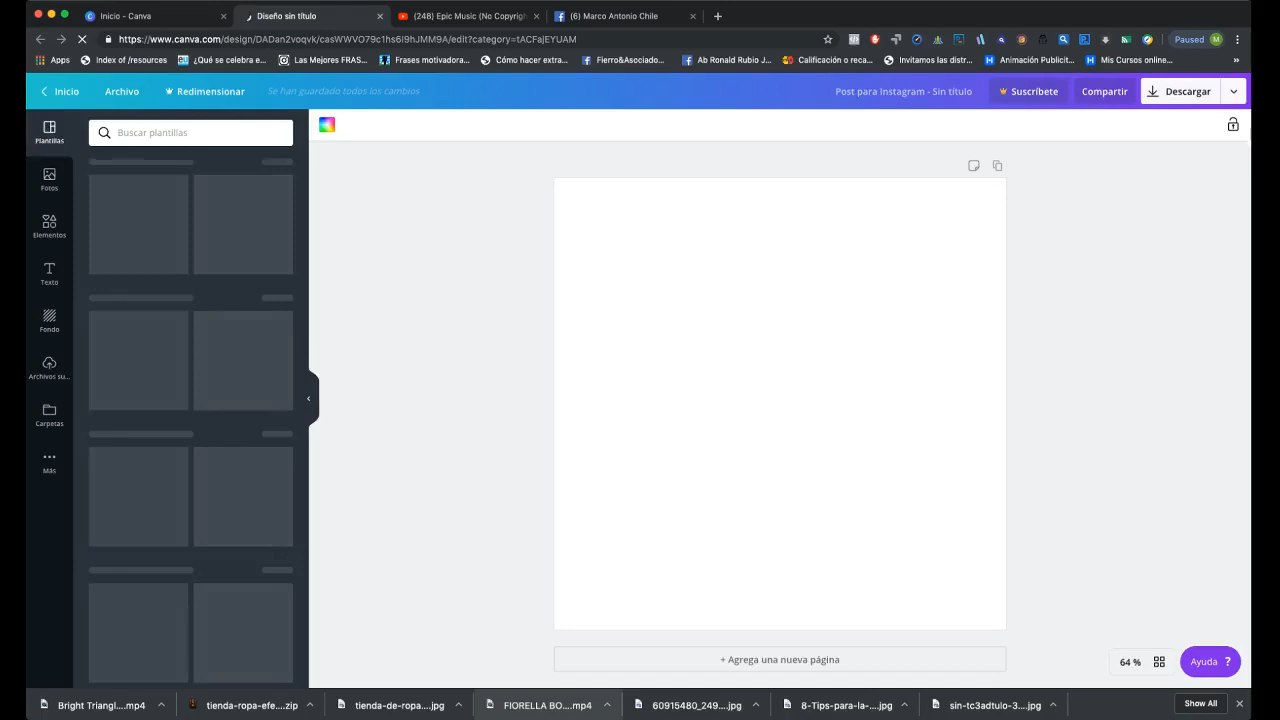 Inicio - Canva
Diseño sin título
(248) Epic Music (No Copyrigh
(6) Marco Antonio Chile
https://www.canva.com/design/DADan2voqvk/casWWVO79c1hs6I9hJMM9A/edit?category=tACFajEYUAM
Paused
M
Apps
Index of /resources
¿Qué se celebra e...
Las Mejores FRAS...
Frases motivadora...
Cómo hacer extra...
Fierro&Asociado...
Ab Ronald Rubio J...
Calificación o reca...
Invitamos las distr...
Animación Publicit...
Mis Cursos online...
Inicio
Archivo
Redimensionar
Se han guardado todos los cambios
Post para Instagram - Sin título
Suscríbete
Compartir
Descargar
Plantillas
Buscar plantillas
Fotos
Elementos
Texto
Fondo
Archivos su...
Carpetas
Más
+ Agrega una nueva página
64 %
Ayuda ?
Bright Triangl....mp4
tienda-ropa-efe....zip
tienda-de-ropa....jpg
FIORELLA BO....mp4
60915480_249....jpg
8-Tips-para-la-....jpg
sin-tc3adtulo-3....jpg
Show All